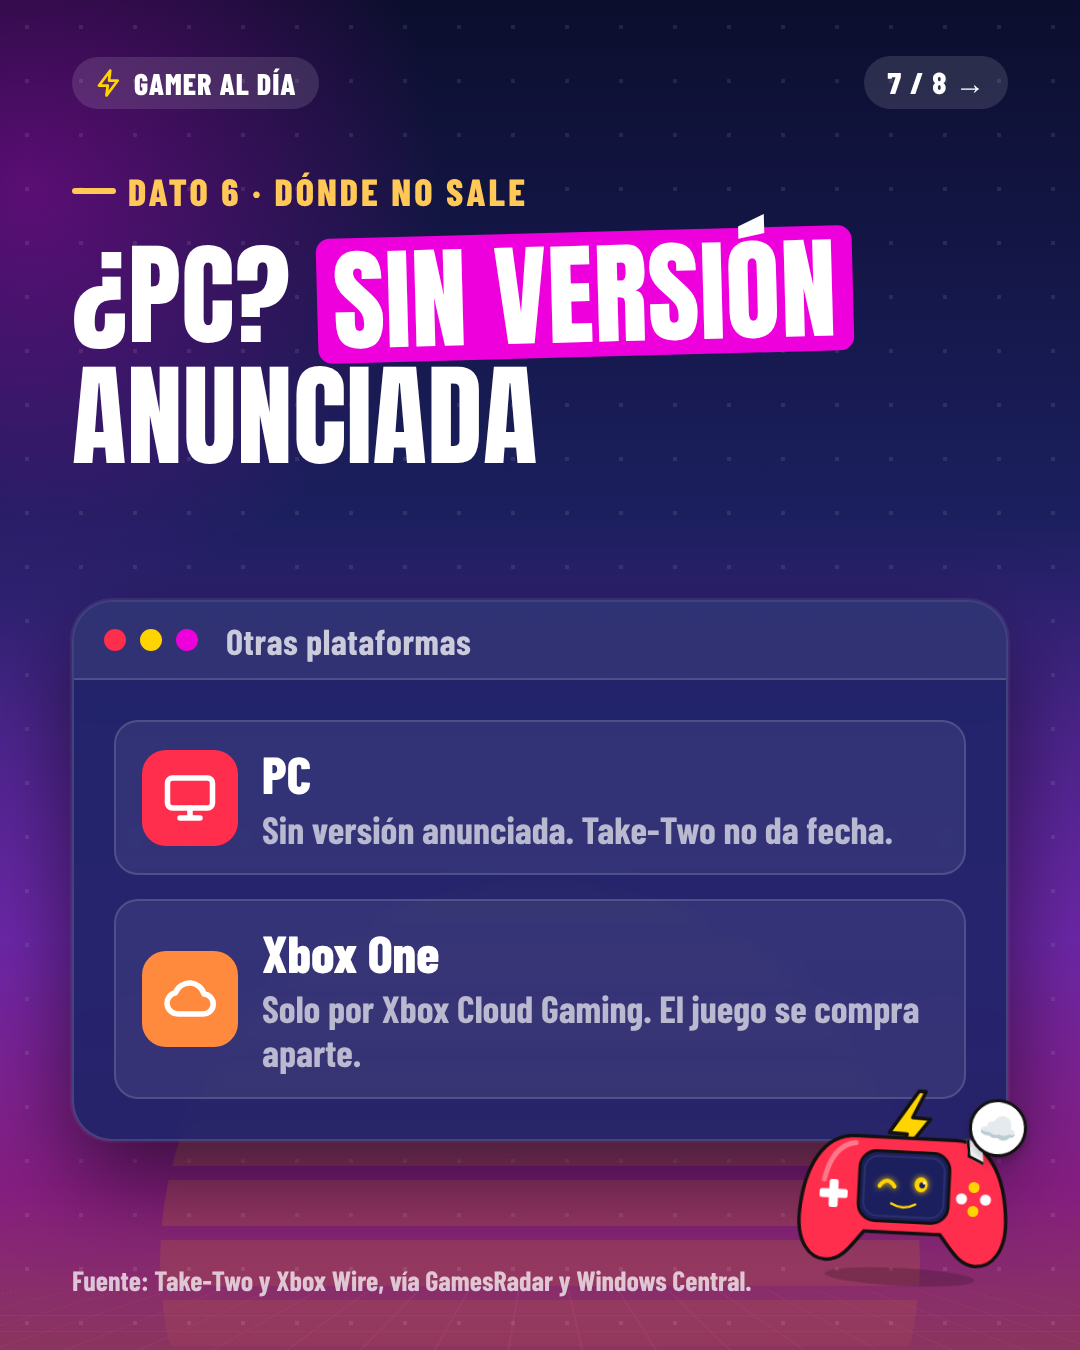 GAMER AL DÍA
7 / 8 →
DATO 6 · DÓNDE NO SALE
¿PC? SIN VERSIÓN
ANUNCIADA
Otras plataformas
PC
Sin versión anunciada. Take-Two no da fecha.
Xbox One
Solo por Xbox Cloud Gaming. El juego se compra
aparte.
Fuente: Take-Two y Xbox Wire, vía GamesRadar y Windows Central.